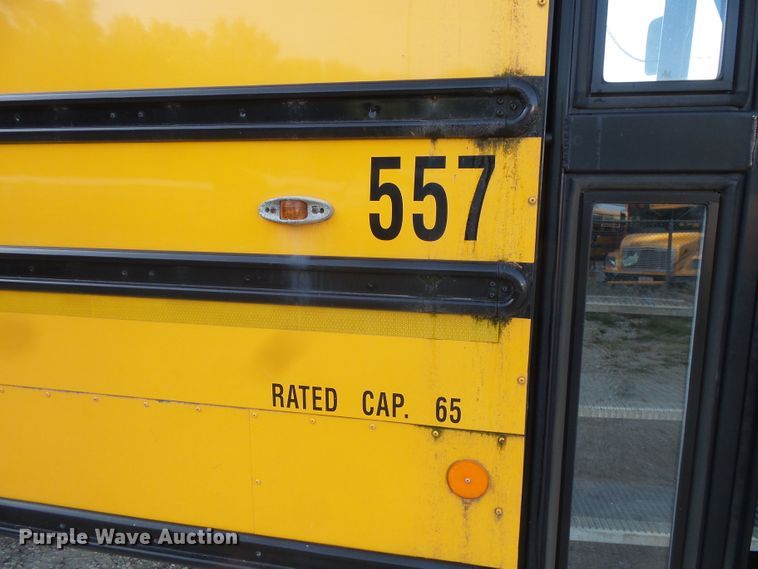 557
RATED CAP. 65
Purple Wave Auction